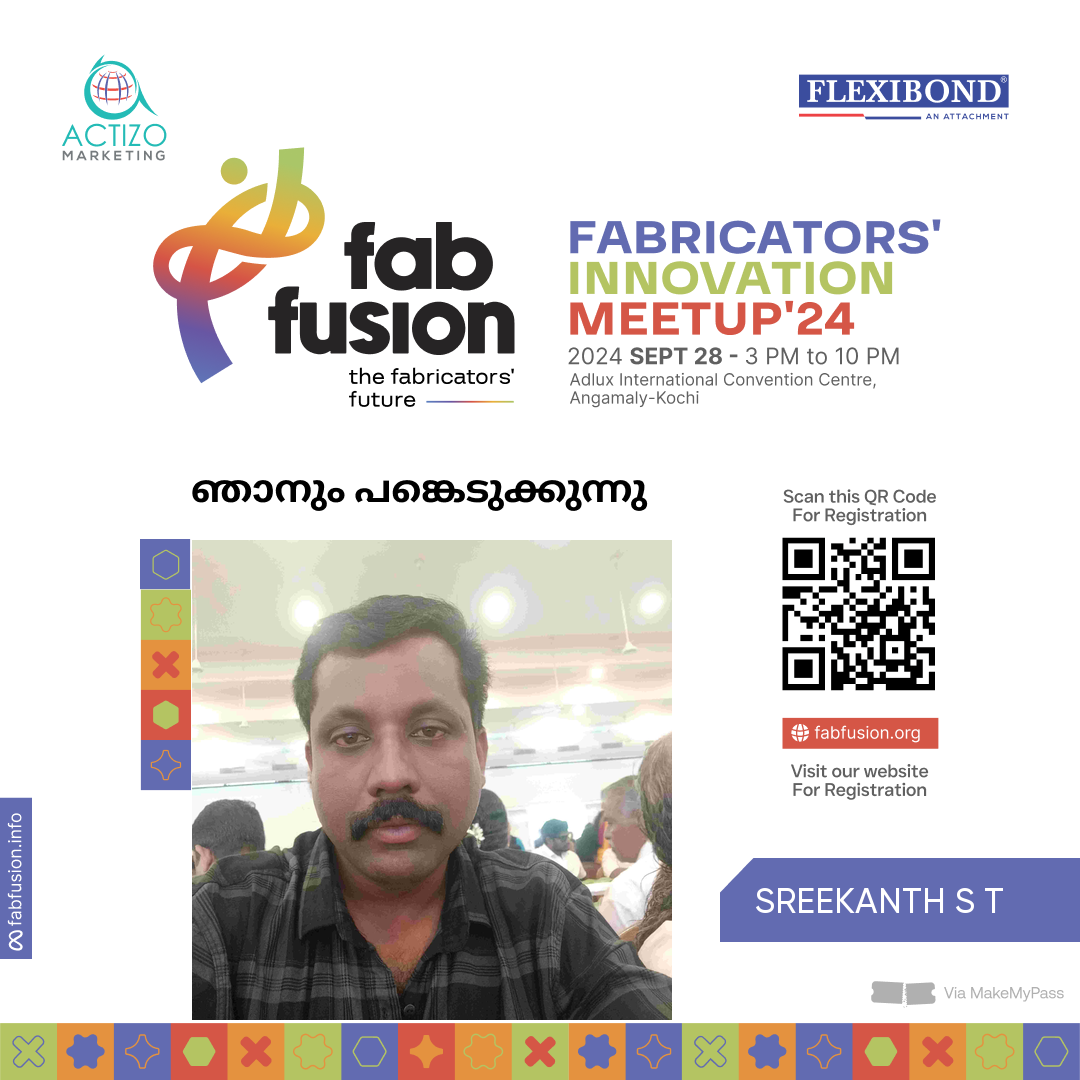 ACTIZO
MARKETING
FLEXIBOND®
AN ATTACHMENT
fab
fusion
the fabricators'
future
FABRICATORS'
INNOVATION
MEETUP'24
2024 SEPT 28 - 3 PM to 10 PM
Adlux International Convention Centre,
Angamaly-Kochi
ഞാനും പങ്കെടുക്കുന്നു
Scan this QR Code
For Registration
fabfusion.org
Visit our website
For Registration
fabfusion.info
SREEKANTH S T
Via MakeMyPass